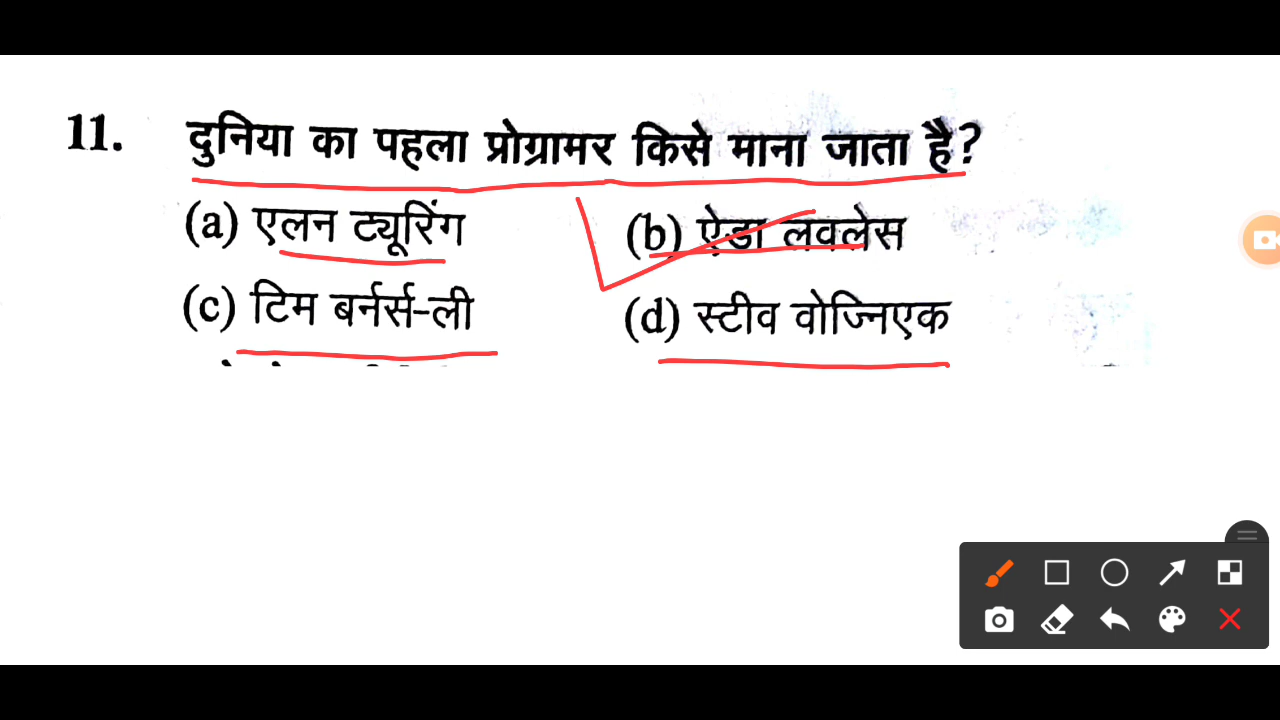 11. दुनिया का पहला प्रोग्रामर किसे माना जाता है?
(a) एलन ट्यूरिंग (b) ऐडा लवलेस
(c) टिम बर्नर्स-ली (d) स्टीव वोज्निएक